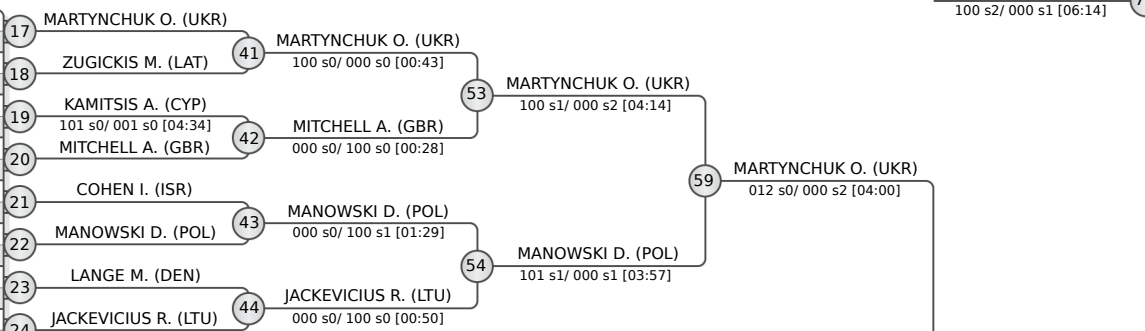 100 s2/ 000 s1 [06:14]
17
MARTYNCHUK O. (UKR)
18
ZUGICKIS M. (LAT)
41
MARTYNCHUK O. (UKR)
100 s0/ 000 s0 [00:43]
19
KAMITSIS A. (CYP)
101 s0/ 001 s0 [04:34]
20
MITCHELL A. (GBR)
42
MITCHELL A. (GBR)
000 s0/ 100 s0 [00:28]
53
MARTYNCHUK O. (UKR)
100 s1/ 000 s2 [04:14]
21
COHEN I. (ISR)
22
MANOWSKI D. (POL)
43
MANOWSKI D. (POL)
000 s0/ 100 s1 [01:29]
23
LANGE M. (DEN)
24
JACKEVICIUS R. (LTU)
44
JACKEVICIUS R. (LTU)
000 s0/ 100 s0 [00:50]
54
MANOWSKI D. (POL)
101 s1/ 000 s1 [03:57]
59
MARTYNCHUK O. (UKR)
012 s0/ 000 s2 [04:00]